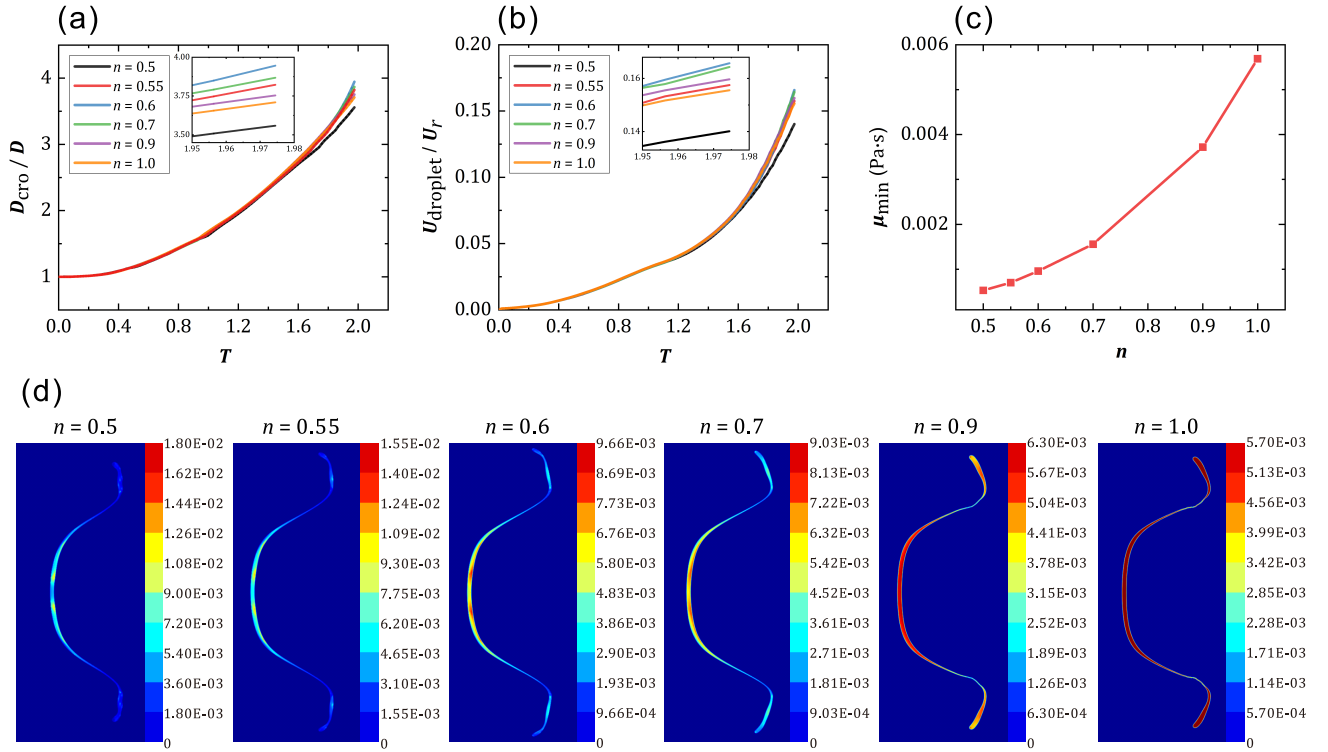 (a)
(b)
(c)
D_cro / D
4
3
2
1
0.0
0.4
0.8
1.2
1.6
2.0
T
n = 0.5
n = 0.55
n = 0.6
n = 0.7
n = 0.9
n = 1.0
4.00
3.75
3.50
1.95
1.96
1.97
1.98
U_droplet / U_r
0.20
0.15
0.10
0.05
0.00
0.0
0.4
0.8
1.2
1.6
2.0
T
n = 0.5
n = 0.55
n = 0.6
n = 0.7
n = 0.9
n = 1.0
0.16
0.14
1.95
1.96
1.97
1.98
μ_min (Pa·s)
0.006
0.004
0.002
0.5
0.6
0.7
0.8
0.9
1.0
n
(d)
n = 0.5
1.80E-02
1.62E-02
1.44E-02
1.26E-02
1.08E-02
9.00E-03
7.20E-03
5.40E-03
3.60E-03
1.80E-03
0
n = 0.55
1.55E-02
1.40E-02
1.24E-02
1.09E-02
9.30E-03
7.75E-03
6.20E-03
4.65E-03
3.10E-03
1.55E-03
0
n = 0.6
9.66E-03
8.69E-03
7.73E-03
6.76E-03
5.80E-03
4.83E-03
3.86E-03
2.90E-03
1.93E-03
9.66E-04
0
n = 0.7
9.03E-03
8.13E-03
7.22E-03
6.32E-03
5.42E-03
4.52E-03
3.61E-03
2.71E-03
1.81E-03
9.03E-04
0
n = 0.9
6.30E-03
5.67E-03
5.04E-03
4.41E-03
3.78E-03
3.15E-03
2.52E-03
1.89E-03
1.26E-03
6.30E-04
0
n = 1.0
5.70E-03
5.13E-03
4.56E-03
3.99E-03
3.42E-03
2.85E-03
2.28E-03
1.71E-03
1.14E-03
5.70E-04
0